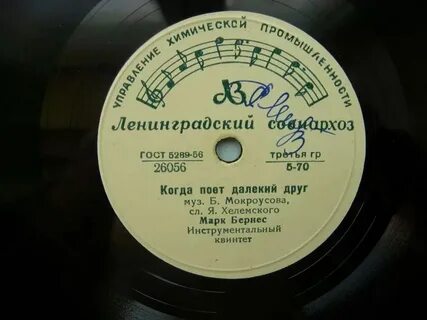 УПРАВЛЕНИЕ ХИМИЧЕСКОЙ ПРОМЫШЛЕННОСТИ
Ленинградский совнархоз
ГОСТ 5289-56
третья гр
26056
5-70
Когда поет далекий друг
муз. Б. Мокроусова,
сл. Я. Хелемского
Марк Бернес
Инструментальный
квинтет